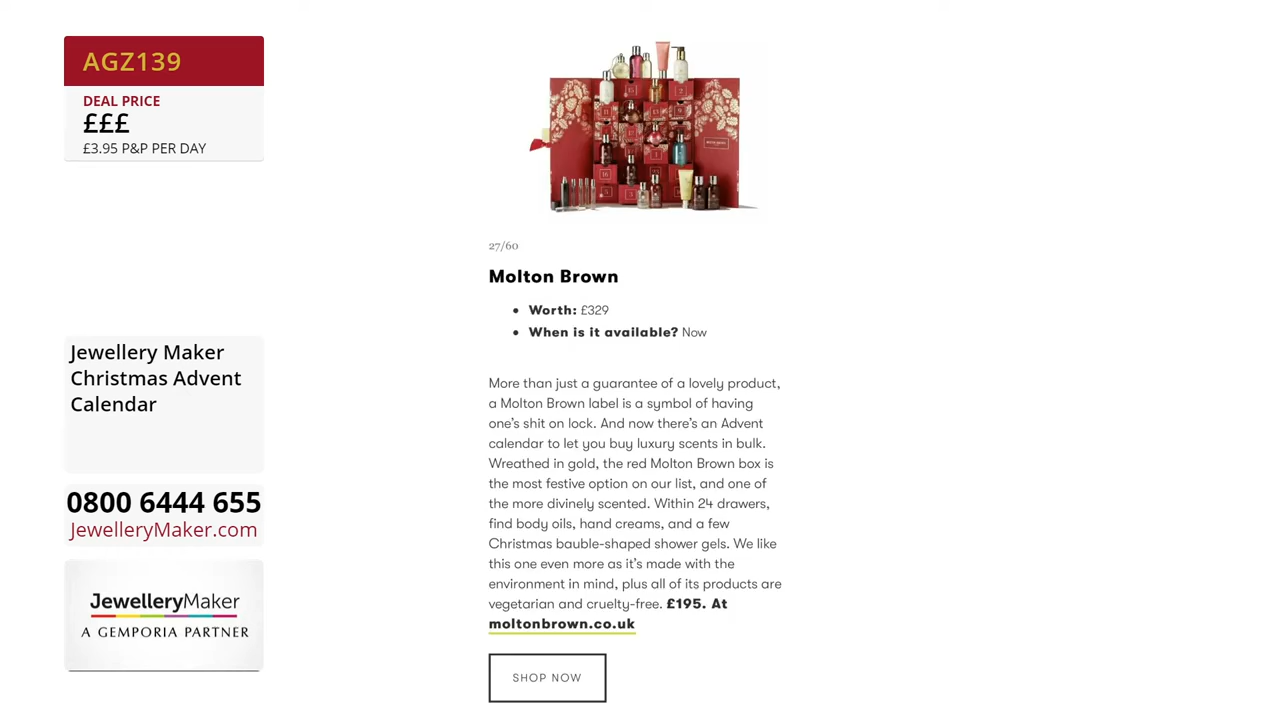 AGZ139
DEAL PRICE
£££
£3.95 P&P PER DAY
Jewellery Maker
Christmas Advent
Calendar
0800 6444 655
JewelleryMaker.com
JewelleryMaker
A GEMPORIA PARTNER
27/60
Molton Brown
• Worth: £329
• When is it available? Now
More than just a guarantee of a lovely product,
a Molton Brown label is a symbol of having
one's shit on lock. And now there's an Advent
calendar to let you buy luxury scents in bulk.
Wreathed in gold, the red Molton Brown box is
the most festive option on our list, and one of
the more divinely scented. Within 24 drawers,
find body oils, hand creams, and a few
Christmas bauble-shaped shower gels. We like
this one even more as it's made with the
environment in mind, plus all of its products are
vegetarian and cruelty-free. £195. At
moltonbrown.co.uk
SHOP NOW